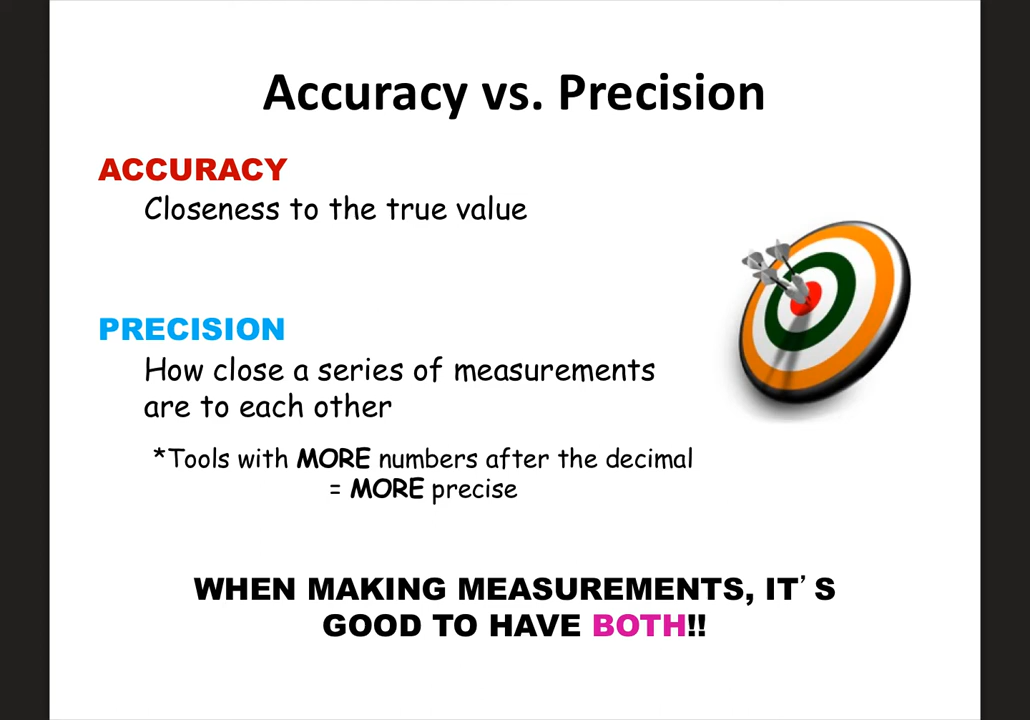 Accuracy vs. Precision
ACCURACY
Closeness to the true value
PRECISION
How close a series of measurements
are to each other
*Tools with MORE numbers after the decimal
= MORE precise
WHEN MAKING MEASUREMENTS, IT’S
GOOD TO HAVE BOTH!!